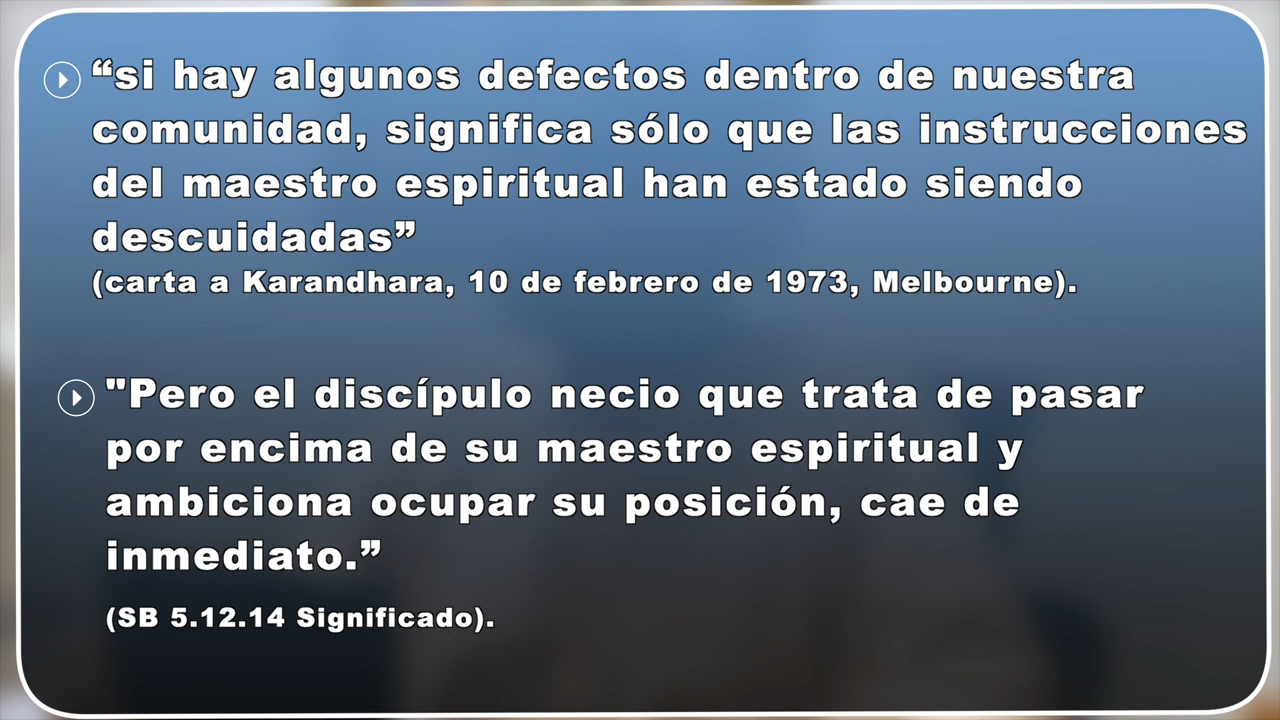 “si hay algunos defectos dentro de nuestra
comunidad, significa sólo que las instrucciones
del maestro espiritual han estado siendo
descuidadas”
(carta a Karandhara, 10 de febrero de 1973, Melbourne).
"Pero el discípulo necio que trata de pasar
por encima de su maestro espiritual y
ambiciona ocupar su posición, cae de
inmediato.”
(SB 5.12.14 Significado).